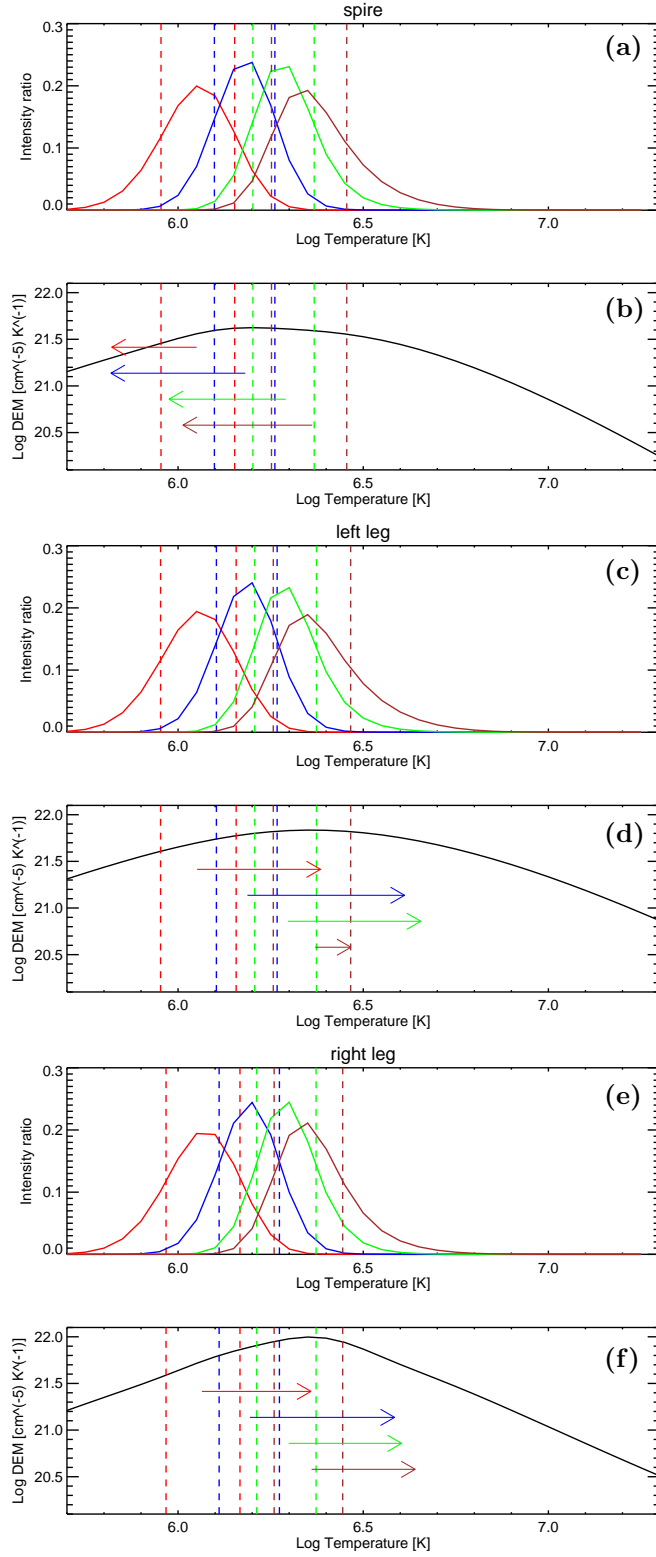 spire
(a)
0.3
0.2
0.1
0.0
Intensity ratio
6.0 6.5 7.0
Log Temperature [K]
(b)
22.0
21.5
21.0
20.5
Log DEM [cm^(-5) K^(-1)]
6.0 6.5 7.0
Log Temperature [K]
left leg
(c)
0.3
0.2
0.1
0.0
Intensity ratio
6.0 6.5 7.0
Log Temperature [K]
(d)
22.0
21.5
21.0
20.5
Log DEM [cm^(-5) K^(-1)]
6.0 6.5 7.0
Log Temperature [K]
right leg
(e)
0.3
0.2
0.1
0.0
Intensity ratio
6.0 6.5 7.0
Log Temperature [K]
(f)
22.0
21.5
21.0
20.5
Log DEM [cm^(-5) K^(-1)]
6.0 6.5 7.0
Log Temperature [K]